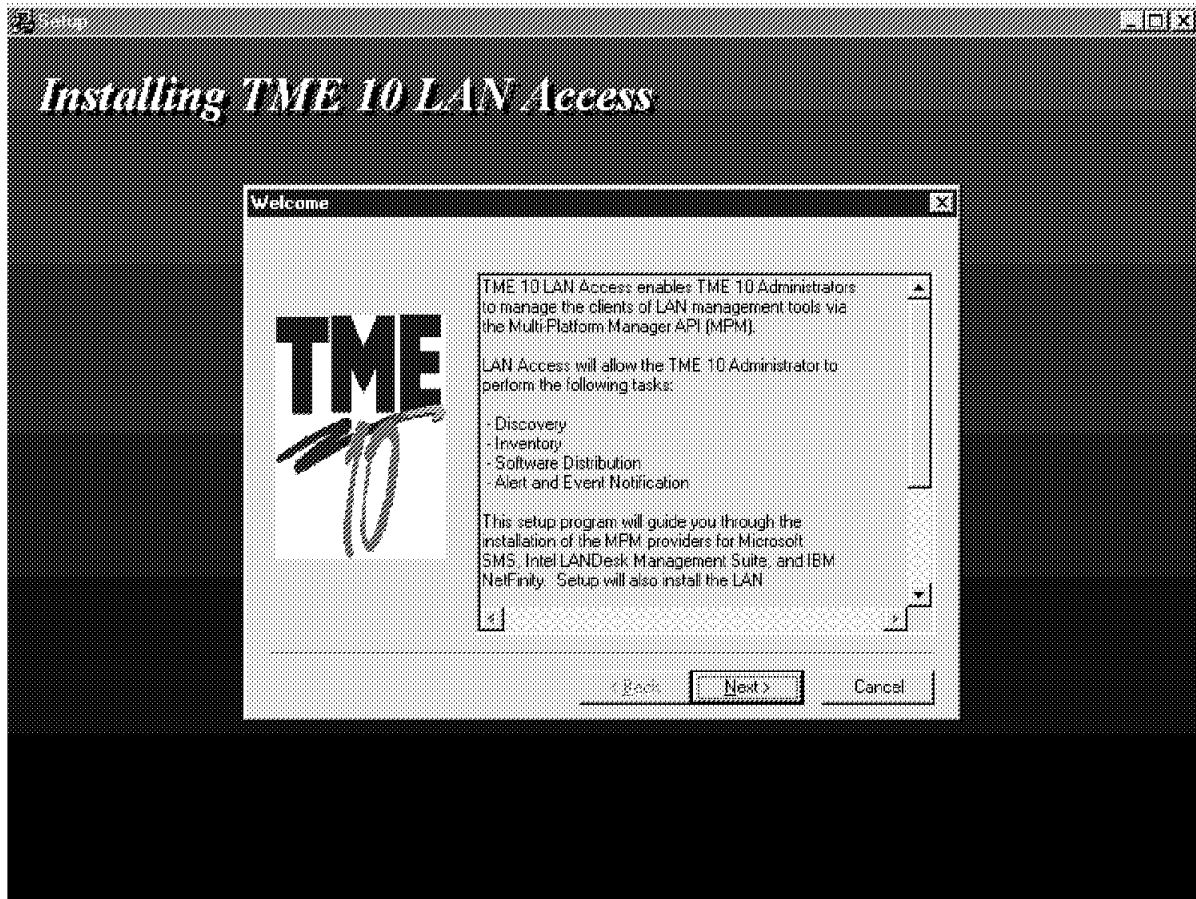 Setup
Installing TME 10 LAN Access
Welcome
TME 10
TME 10 LAN Access enables TME 10 Administrators
to manage the clients of LAN management tools via
the Multi-Platform Manager API (MPM).
LAN Access will allow the TME 10 Administrator to
perform the following tasks:
- Discovery
- Inventory
- Software Distribution
- Alert and Event Notification
This setup program will guide you through the
installation of the MPM providers for Microsoft
SMS, Intel LANDesk Management Suite, and IBM
NetFinity.  Setup will also install the LAN
< Back
Next >
Cancel